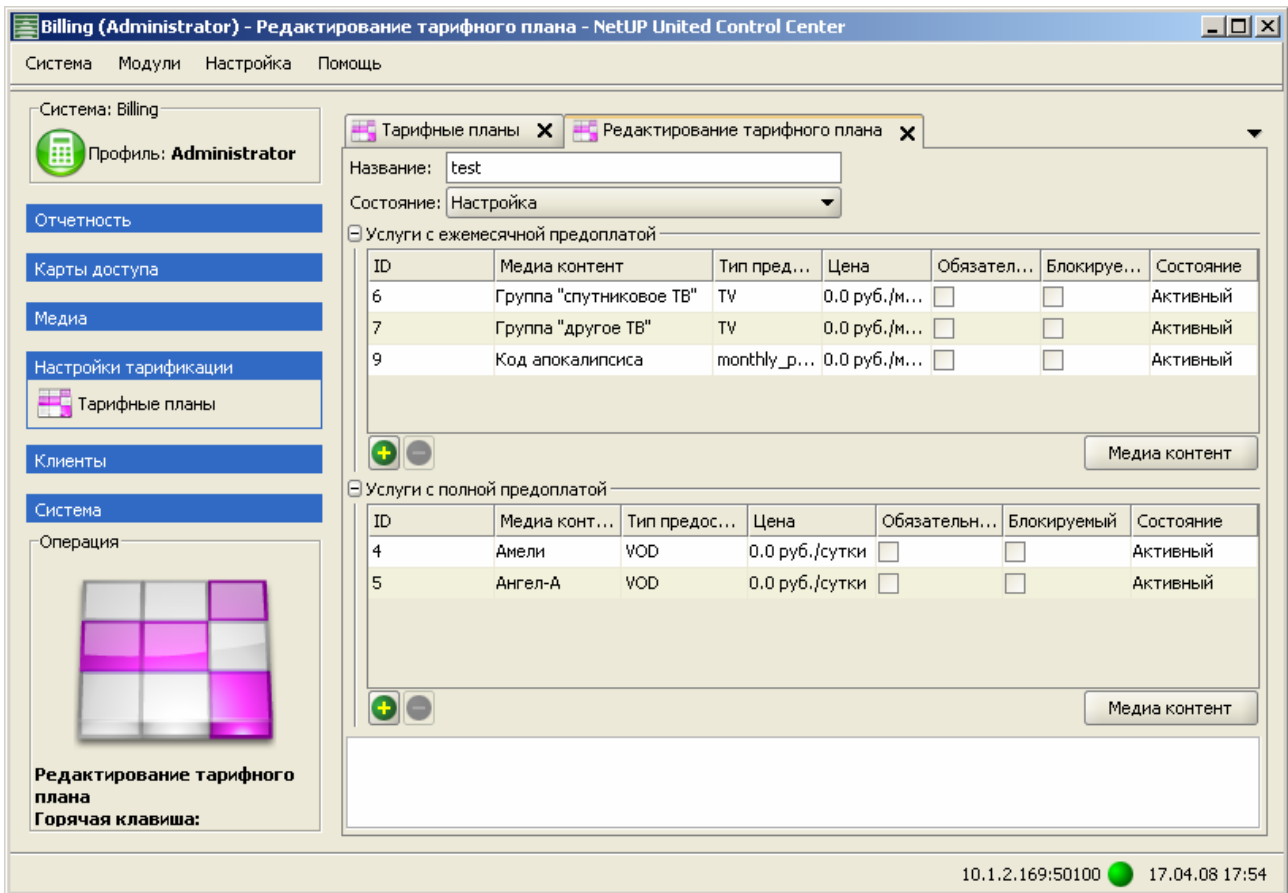 Billing (Administrator) - Редактирование тарифного плана - NetUP United Control Center
Система Модули Настройка Помощь
Система: Billing
Профиль: Administrator
Отчетность
Карты доступа
Медиа
Настройки тарификации
Тарифные планы
Клиенты
Система
Операция
Редактирование тарифного
плана
Горячая клавиша:
Тарифные планы Редактирование тарифного плана
Название: test
Состояние: Настройка
Услуги с ежемесячной предоплатой
ID Медиа контент Тип пред... Цена Обязател... Блокируе... Состояние
6 Группа "спутниковое ТВ" TV 0.0 руб./м... Активный
7 Группа "другое ТВ" TV 0.0 руб./м... Активный
9 Код апокалипсиса monthly_p... 0.0 руб./м... Активный
Медиа контент
Услуги с полной предоплатой
ID Медиа конт... Тип предос... Цена Обязательн... Блокируемый Состояние
4 Амели VOD 0.0 руб./сутки Активный
5 Ангел-А VOD 0.0 руб./сутки Активный
Медиа контент
10.1.2.169:50100 17.04.08 17:54